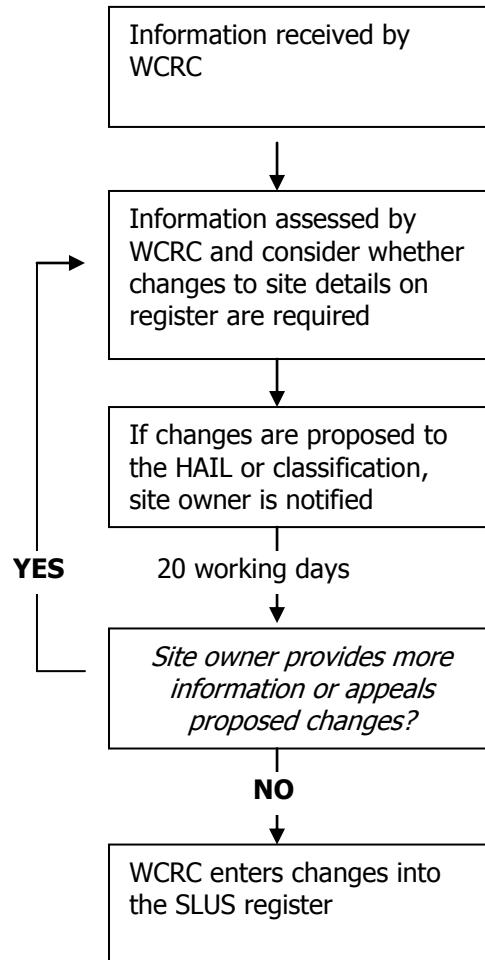 Information received by
WCRC
Information assessed by
WCRC and consider whether
changes to site details on
register are required
If changes are proposed to
the HAIL or classification,
site owner is notified
YES
20 working days
Site owner provides more
information or appeals
proposed changes?
NO
WCRC enters changes into
the SLUS register